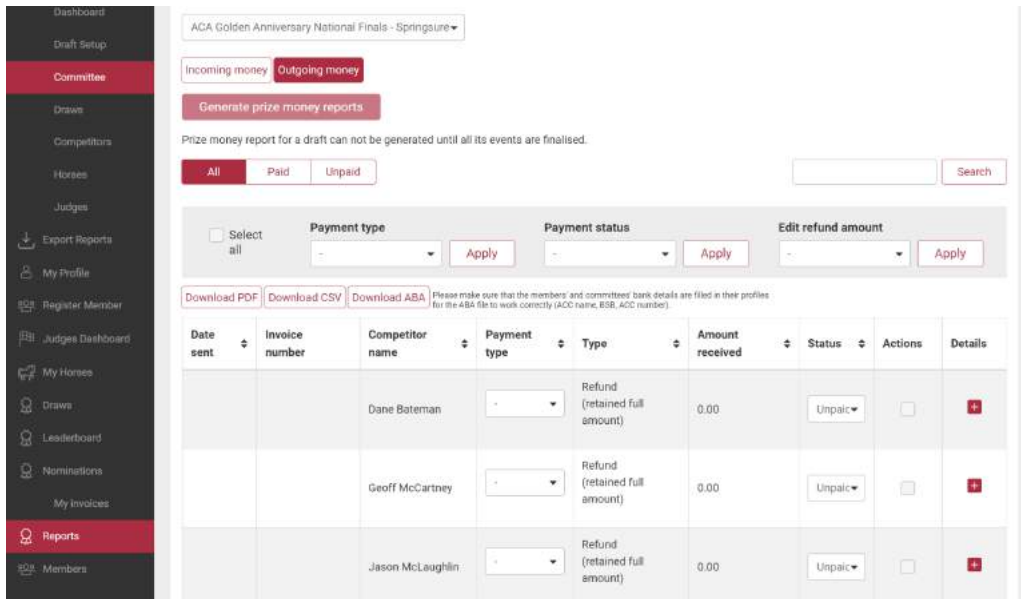 Dashboard
Draft Setup
Committee
Draws
Competitors
Horses
Judges
Export Reports
My Profile
Register Member
Judges Dashboard
My Horses
Draws
Leaderboard
Nominations
My invoices
Reports
Members
ACA Golden Anniversary National Finals - Springsure
Incoming money Outgoing money
Generate prize money reports
Prize money report for a draft can not be generated until all its events are finalised.
All Paid Unpaid Search
Select all
Payment type
- Apply
Payment status
- Apply
Edit refund amount
- Apply
Download PDF Download CSV Download ABA
Please make sure that the members' and committees' bank details are filled in their profiles
for the ABA file to work correctly (ACC name, BSB, ACC number).
Date sent Invoice number Competitor name Payment type Type Amount received Status Actions Details
Dane Bateman - Refund (retained full amount) 0.00 Unpaic
Geoff McCartney - Refund (retained full amount) 0.00 Unpaic
Jason McLaughlin - Refund (retained full amount) 0.00 Unpaic